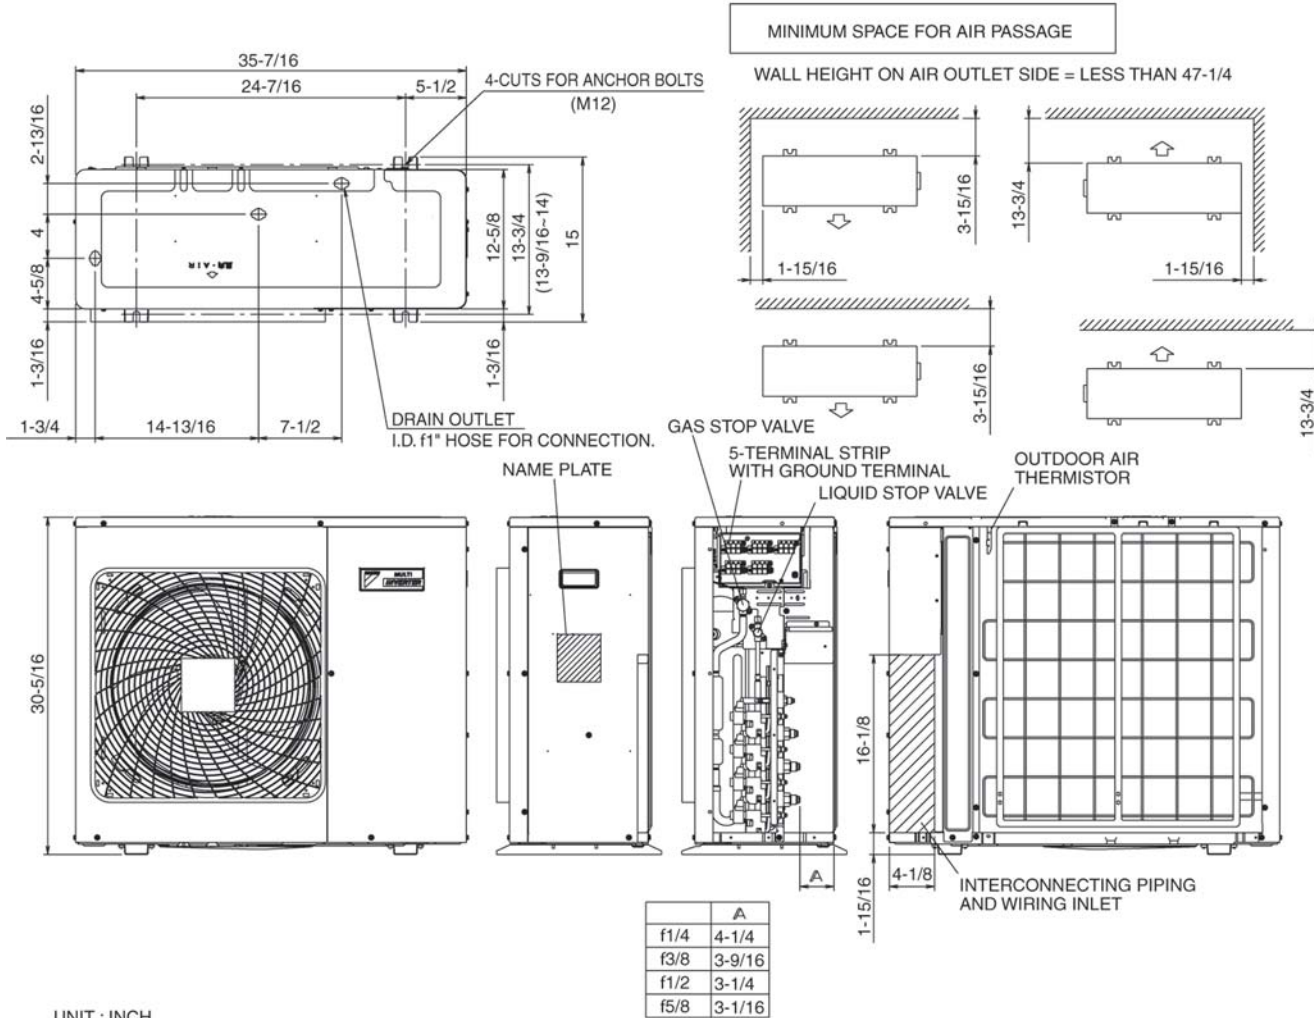 MINIMUM SPACE FOR AIR PASSAGE
WALL HEIGHT ON AIR OUTLET SIDE = LESS THAN 47-1/4
35-7/16
24-7/16
5-1/2
4-CUTS FOR ANCHOR BOLTS
(M12)
2-13/16
4
4-5/8
1-3/16
12-5/8
13-3/4
(13-9/16~14)
15
1-3/16
1-3/4
14-13/16
7-1/2
DRAIN OUTLET
I.D. f1" HOSE FOR CONNECTION.
3-15/16
1-15/16
13-3/4
1-15/16
3-15/16
13-3/4
NAME PLATE
GAS STOP VALVE
5-TERMINAL STRIP
WITH GROUND TERMINAL
LIQUID STOP VALVE
OUTDOOR AIR
THERMISTOR
30-5/16
MULTI
INVERTER
16-1/8
1-15/16
4-1/8
INTERCONNECTING PIPING
AND WIRING INLET
A
A
f1/4 4-1/4
f3/8 3-9/16
f1/2 3-1/4
f5/8 3-1/16
UNIT : INCH